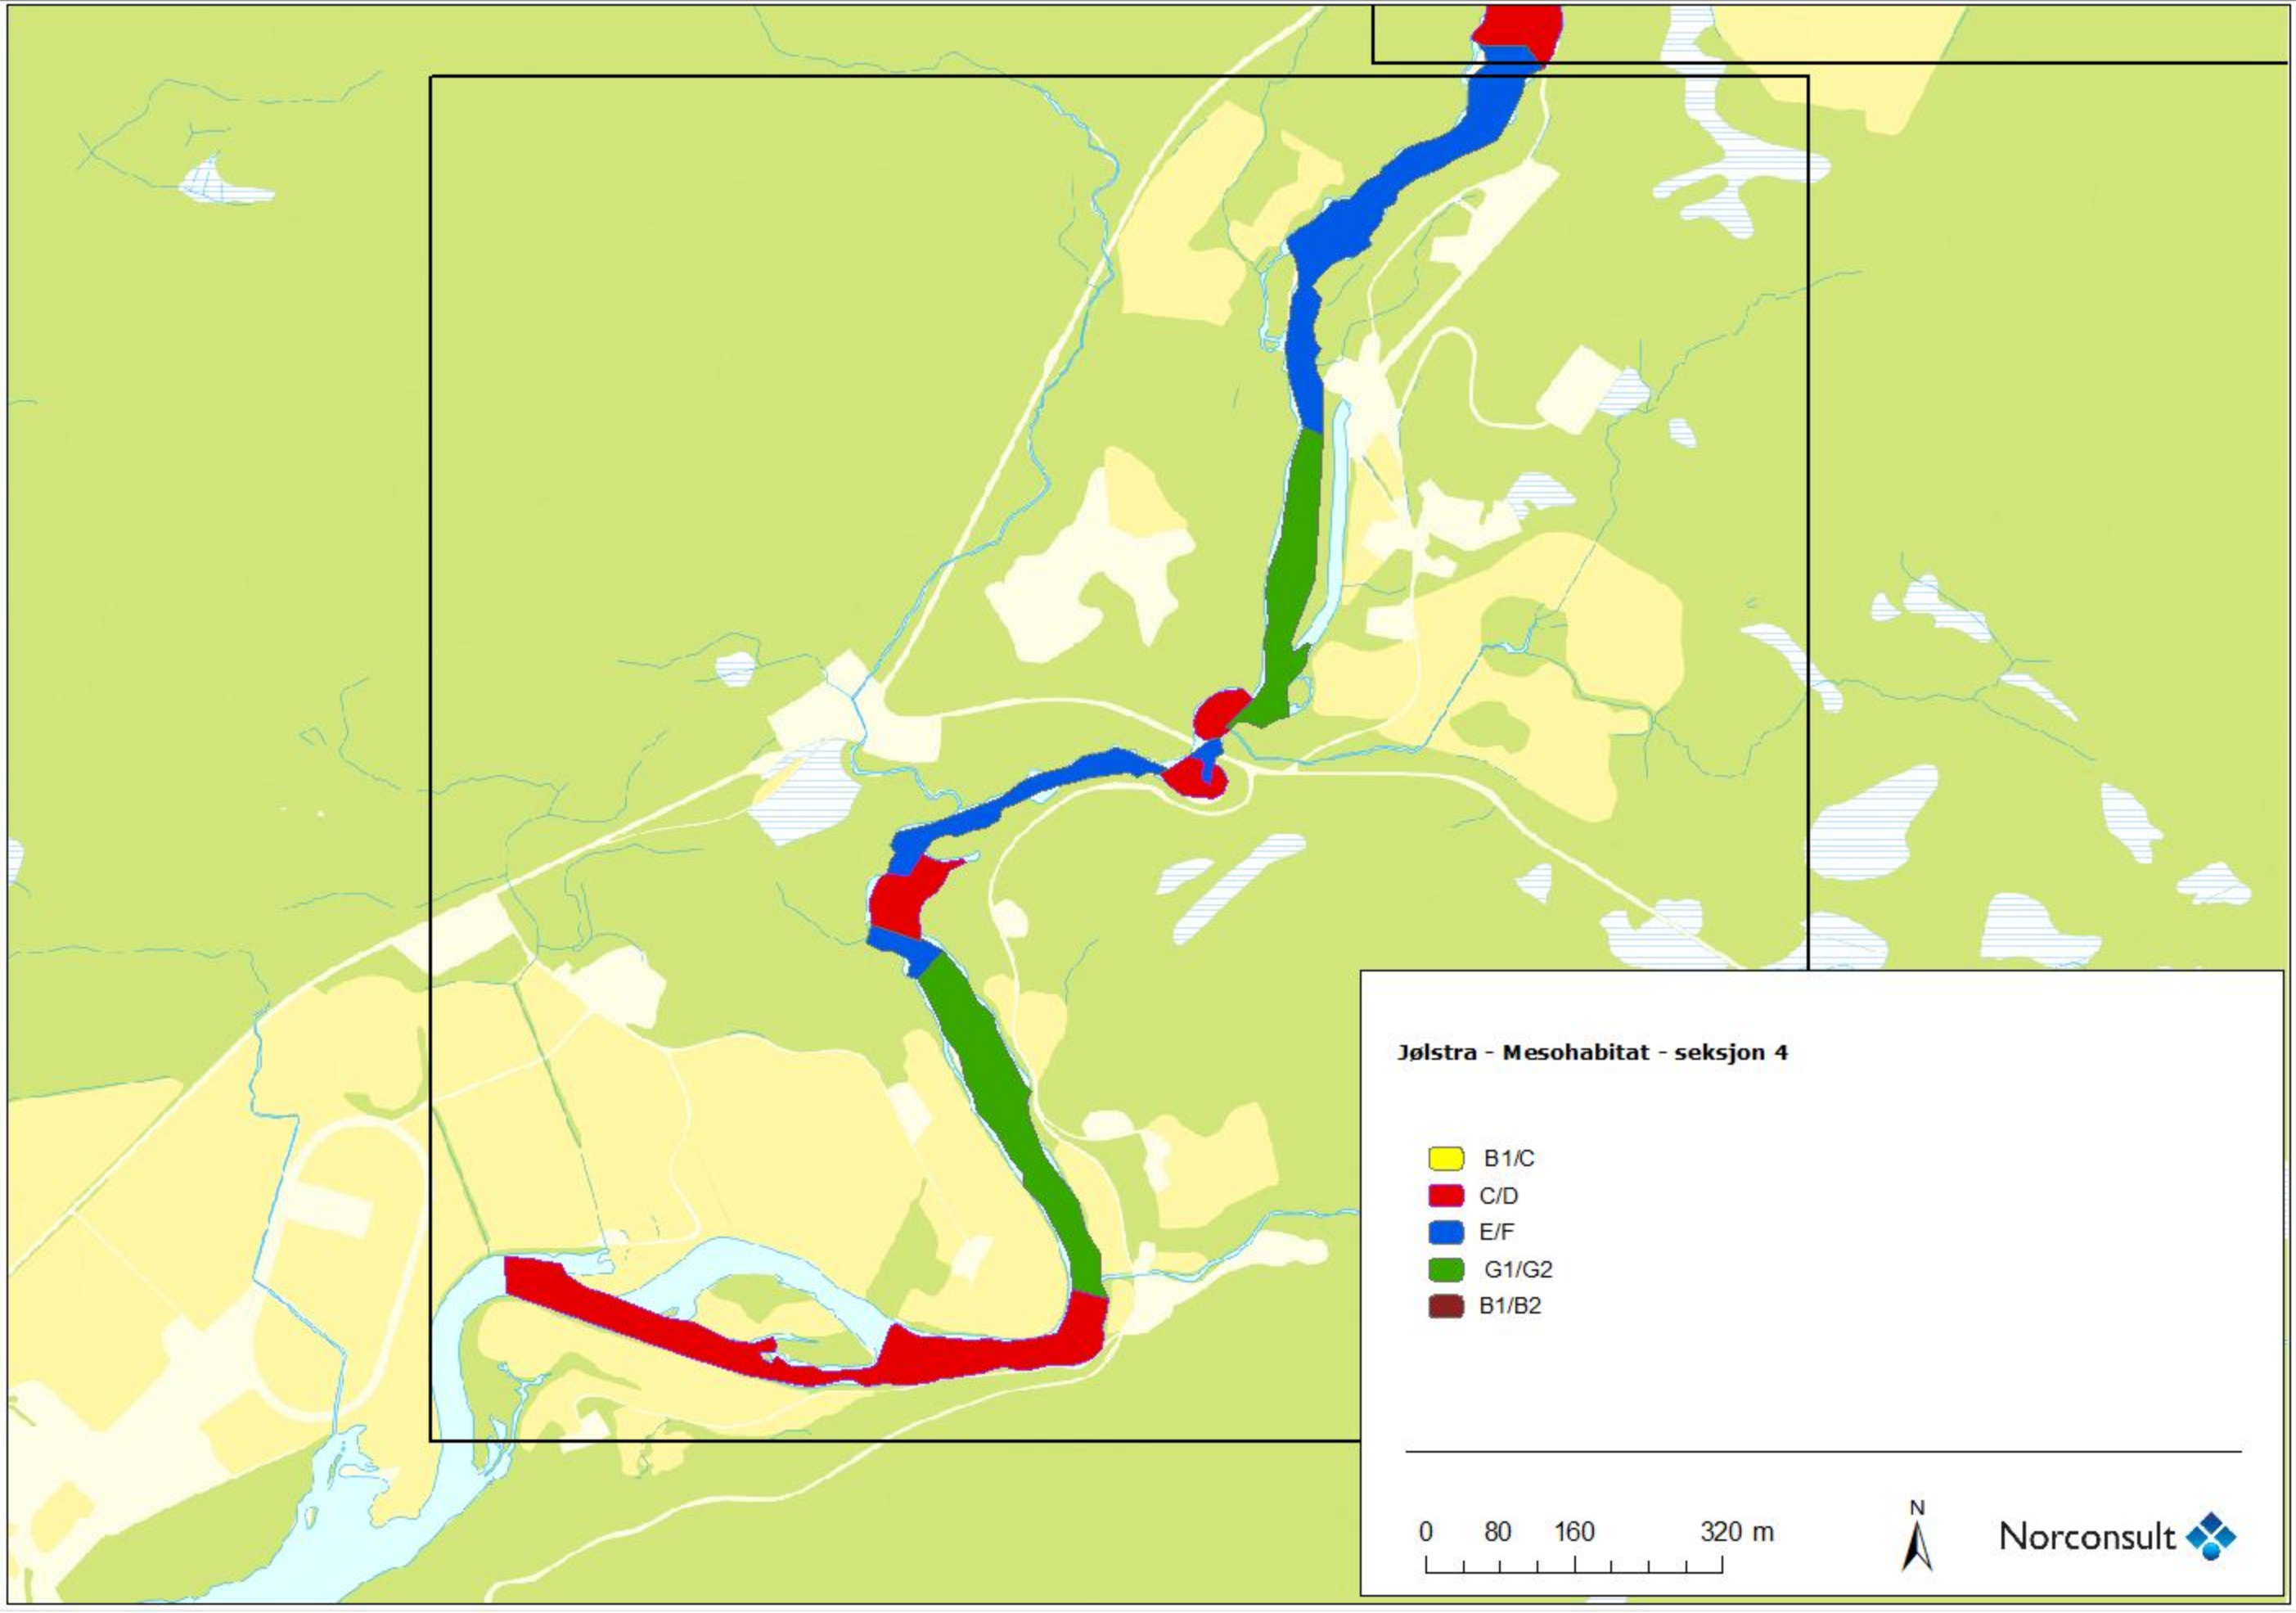 Jølstra - Mesohabitat - seksjon 4
B1/C
C/D
E/F
G1/G2
B1/B2
0 80 160 320 m
N
Norconsult